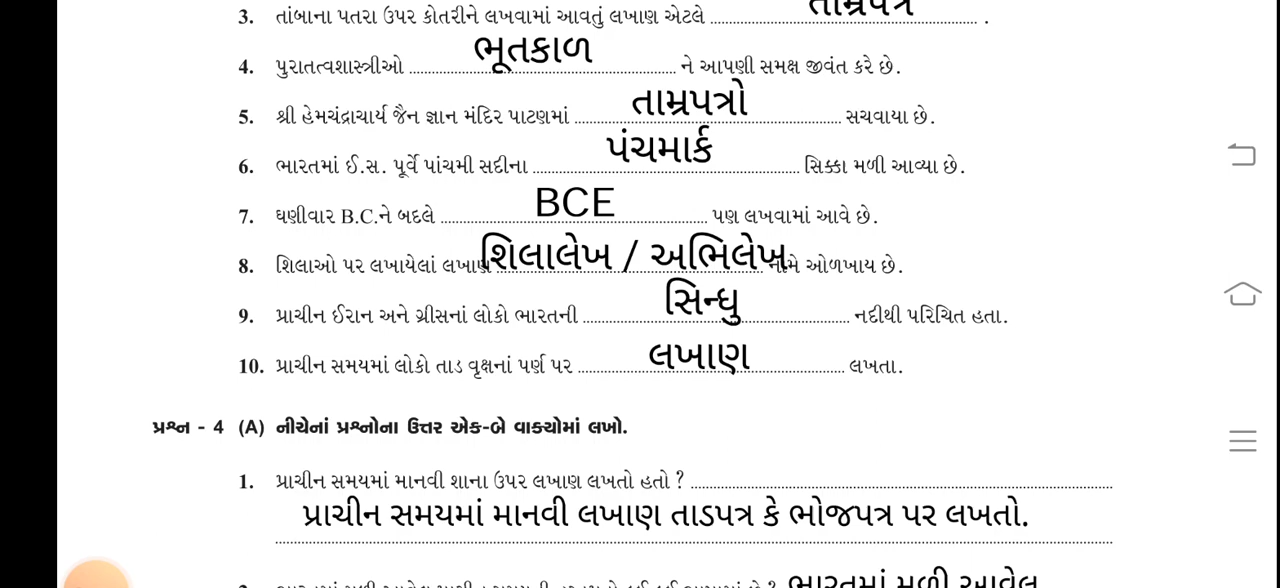 3. તાંબાના પતરા ઉપર કોતરીને લખવામાં આવતું લખાણ એટલે તામ્રપત્ર .
4. પુરાતત્વશાસ્ત્રીઓ ભૂતકાળ ને આપણી સમક્ષ જીવંત કરે છે.
5. શ્રી હેમચંદ્રાચાર્ય જૈન જ્ઞાન મંદિર પાટણમાં તામ્રપત્રો સચવાયા છે.
6. ભારતમાં ઈ.સ. પૂર્વે પાંચમી સદીના પંચમાર્ક સિક્કા મળી આવ્યા છે.
7. ઘણીવાર B.C.ને બદલે BCE પણ લખવામાં આવે છે.
8. શિલાઓ પર લખાયેલાં લખાણ શિલાલેખ / અભિલેખ નામે ઓળખાય છે.
9. પ્રાચીન ઈરાન અને ગ્રીસનાં લોકો ભારતની સિન્ધુ નદીથી પરિચિત હતા.
10. પ્રાચીન સમયમાં લોકો તાડ વૃક્ષનાં પર્ણ પર લખાણ લખતા.
પ્રશ્ન - 4 (A) નીચેનાં પ્રશ્નોના ઉત્તર એક-બે વાક્યોમાં લખો.
1. પ્રાચીન સમયમાં માનવી શાના ઉપર લખાણ લખતો હતો ?
પ્રાચીન સમયમાં માનવી લખાણ તાડપત્ર કે ભોજપત્ર પર લખતો.
ભારતમાં મળી આવેલ